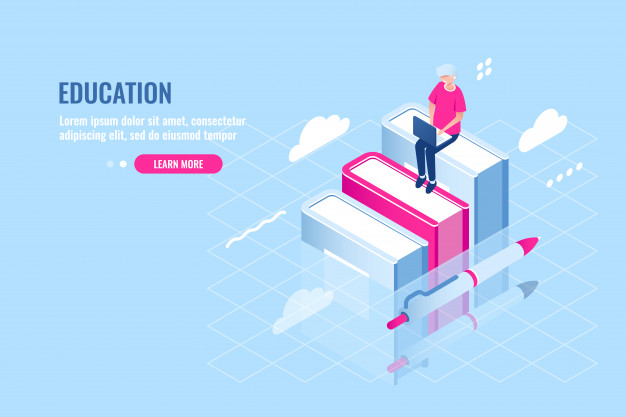 EDUCATION
Lorem ipsum dolor sit amet, consectetur
adipiscing elit, sed do eiusmod tempor
LEARN MORE